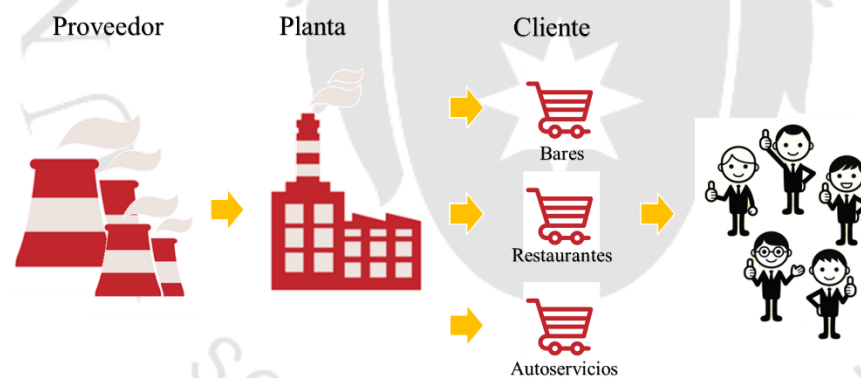 Proveedor
Planta
Cliente
Bares
Restaurantes
Autoservicios